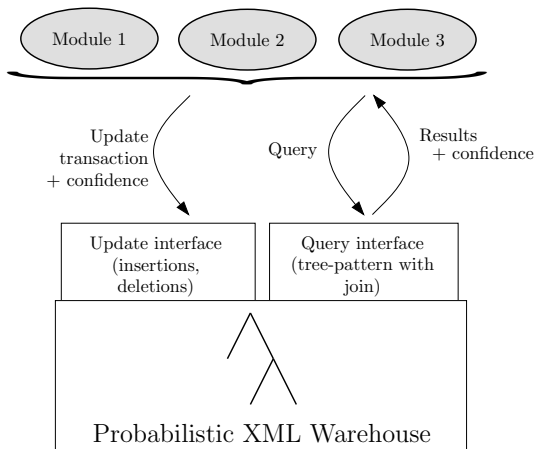 Module 1
Module 2
Module 3
Update
transaction
+ confidence
Query
Results
+ confidence
Update interface
(insertions,
deletions)
Query interface
(tree-pattern with
join)
Probabilistic XML Warehouse